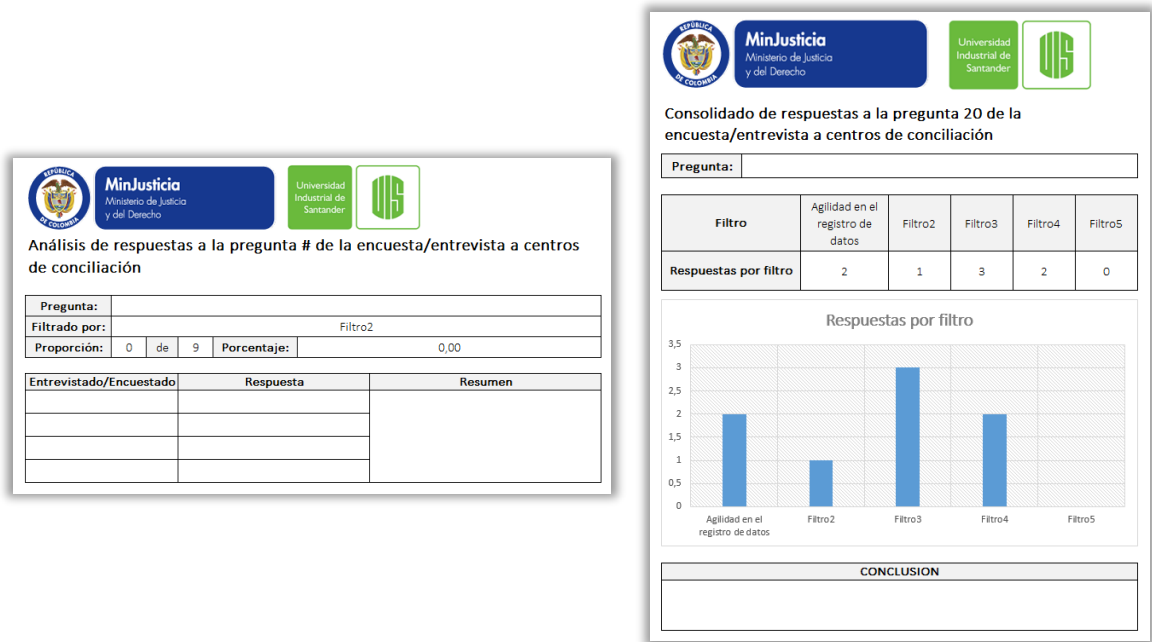 REPÚBLICA
DE COLOMBIA
MinJusticia
Ministerio de Justicia
y del Derecho
Universidad
Industrial de
Santander
UIS
Análisis de respuestas a la pregunta # de la encuesta/entrevista a centros
de conciliación
Pregunta:
Filtrado por: Filtro2
Proporción: 0 de 9 Porcentaje: 0,00
Entrevistado/Encuestado Respuesta Resumen
REPÚBLICA
DE COLOMBIA
MinJusticia
Ministerio de Justicia
y del Derecho
Universidad
Industrial de
Santander
UIS
Consolidado de respuestas a la pregunta 20 de la
encuesta/entrevista a centros de conciliación
Pregunta:
Filtro Agilidad en el registro de datos Filtro2 Filtro3 Filtro4 Filtro5
Respuestas por filtro 2 1 3 2 0
Respuestas por filtro
3,5
3
2,5
2
1,5
1
0,5
0
Agilidad en el Filtro2 Filtro3 Filtro4 Filtro5
registro de datos
CONCLUSION